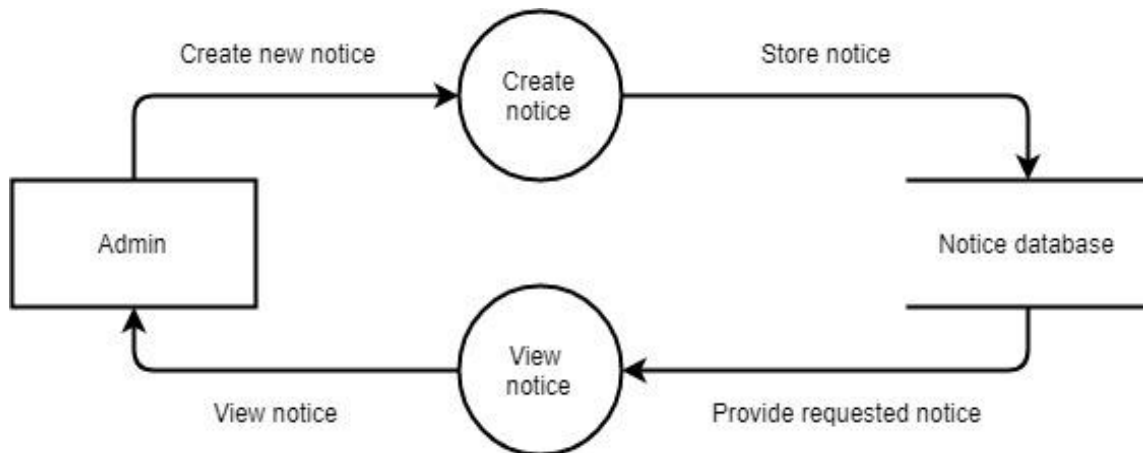 Create new notice
Store notice
Create
notice
Admin
Notice database
View
notice
View notice
Provide requested notice